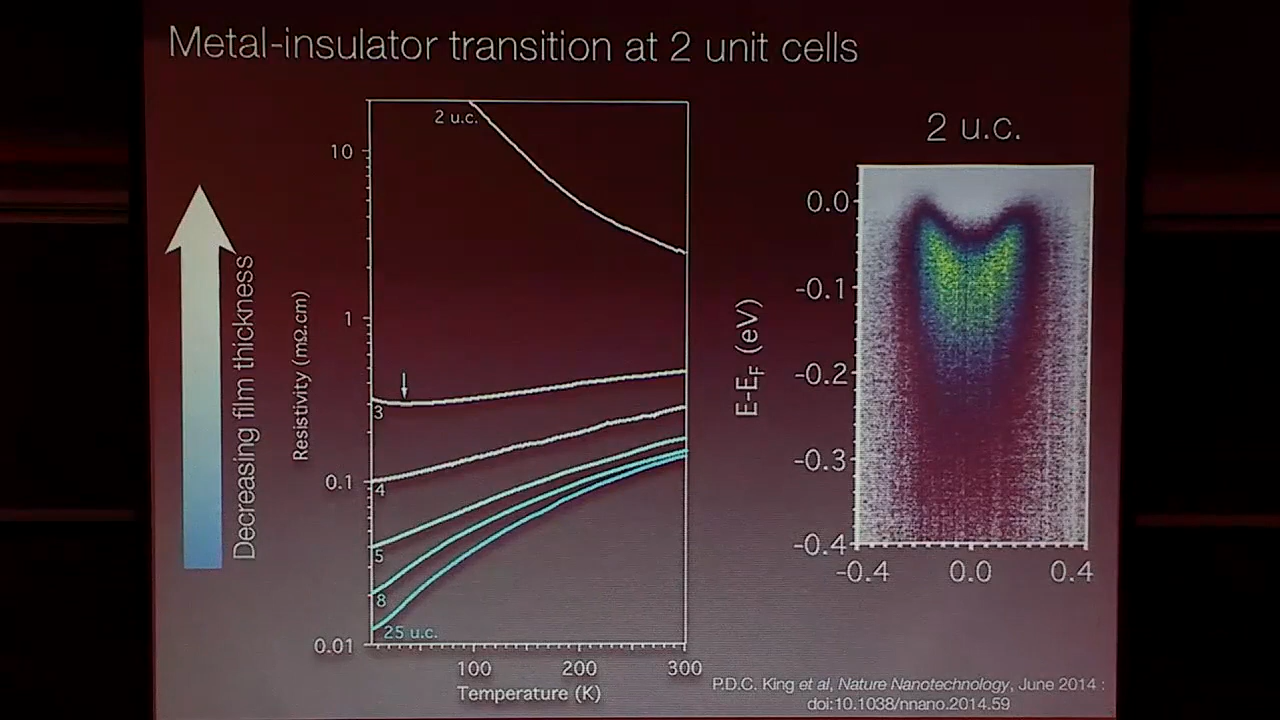 Metal-insulator transition at 2 unit cells
Decreasing film thickness
Resistivity (mΩ.cm)
10
1
0.1
0.01
2 u.c.
3
4
5
8
25 u.c.
100 200 300
Temperature (K)
2 u.c.
E-EF (eV)
0.0
-0.1
-0.2
-0.3
-0.4
-0.4 0.0 0.4
P.D.C. King et al, Nature Nanotechnology, June 2014 :
doi:10.1038/nnano.2014.59